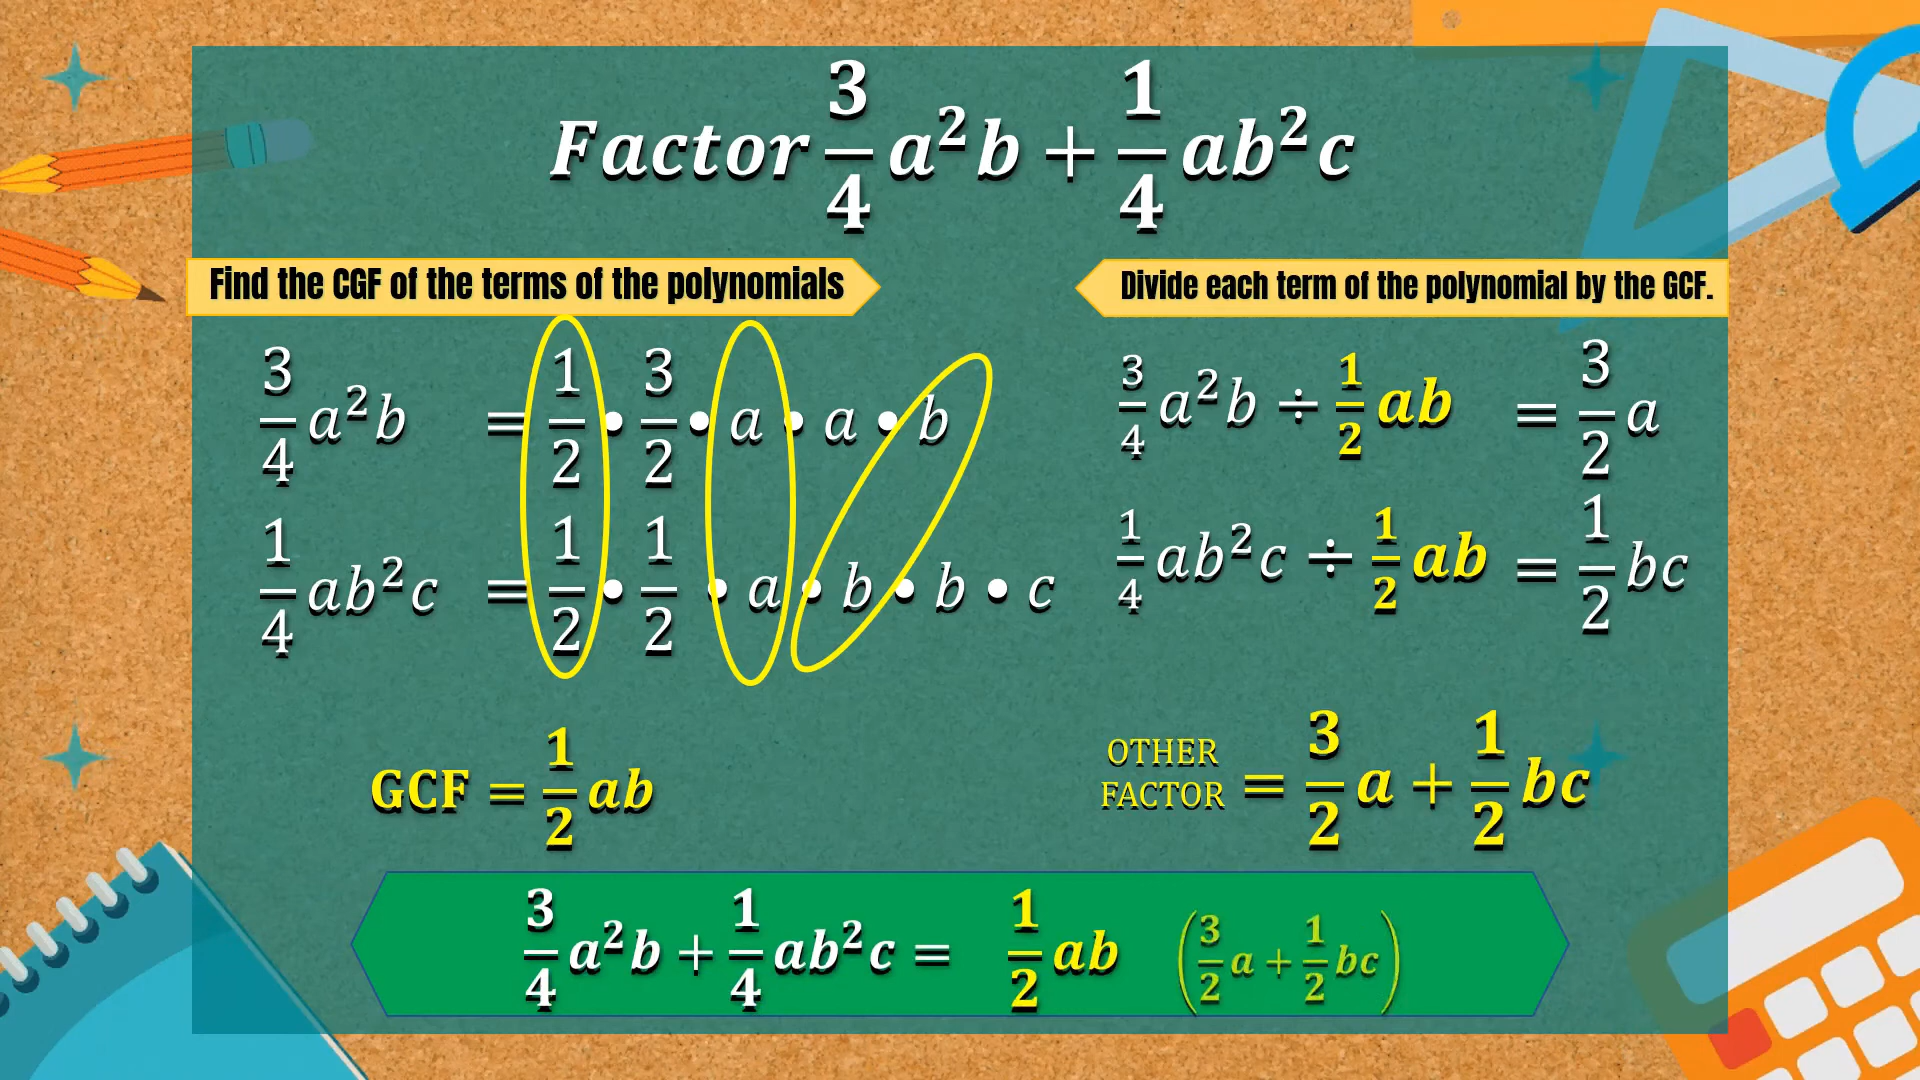 Factor 3/4 a²b + 1/4 ab²c
Find the CGF of the terms of the polynomials
3/4 a²b = 1/2 • 3/2 • a • a • b
1/4 ab²c = 1/2 • 1/2 • a • b • b • c
GCF = 1/2 ab
Divide each term of the polynomial by the GCF.
3/4 a²b ÷ 1/2 ab = 3/2 a
1/4 ab²c ÷ 1/2 ab = 1/2 bc
OTHER
FACTOR = 3/2 a + 1/2 bc
3/4 a²b + 1/4 ab²c = 1/2 ab (3/2 a + 1/2 bc)